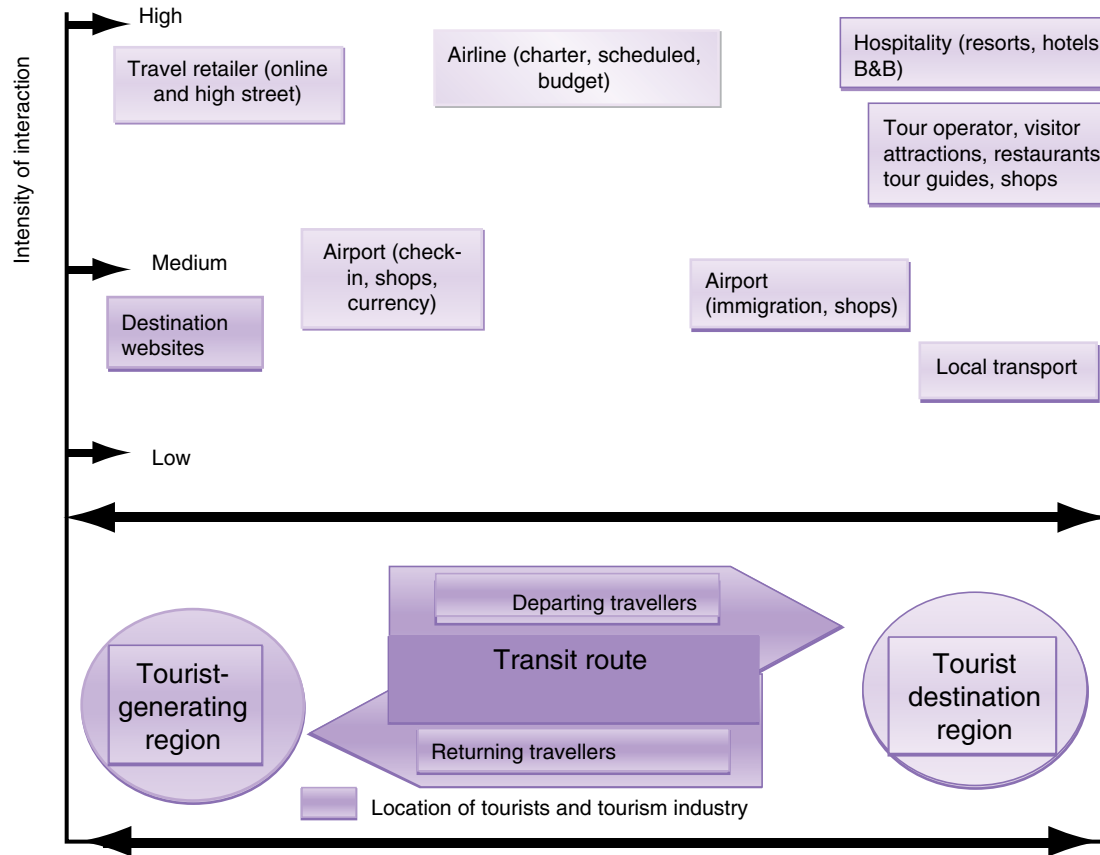 High
Intensity of interaction
Travel retailer (online
and high street)
Airline (charter, scheduled,
budget)
Hospitality (resorts, hotels
B&B)
Tour operator, visitor
attractions, restaurants
tour guides, shops
Medium
Airport (check-
in, shops,
currency)
Airport
(immigration, shops)
Destination
websites
Local transport
Low
Departing travellers
Transit route
Returning travellers
Tourist-
generating
region
Tourist
destination
region
Location of tourists and tourism industry